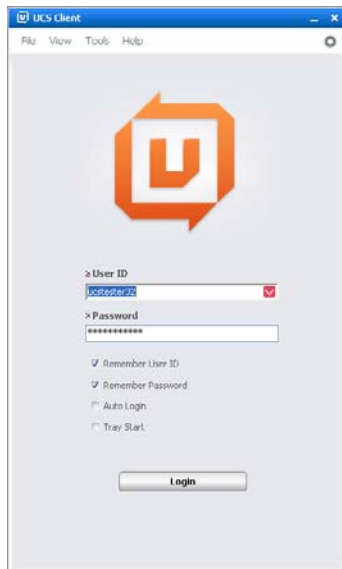 UCS Client
File View Tools Help
U
≥ User ID
ucstester32
> Password
***********
Remember User ID
Remember Password
Auto Login
Tray Start
Login